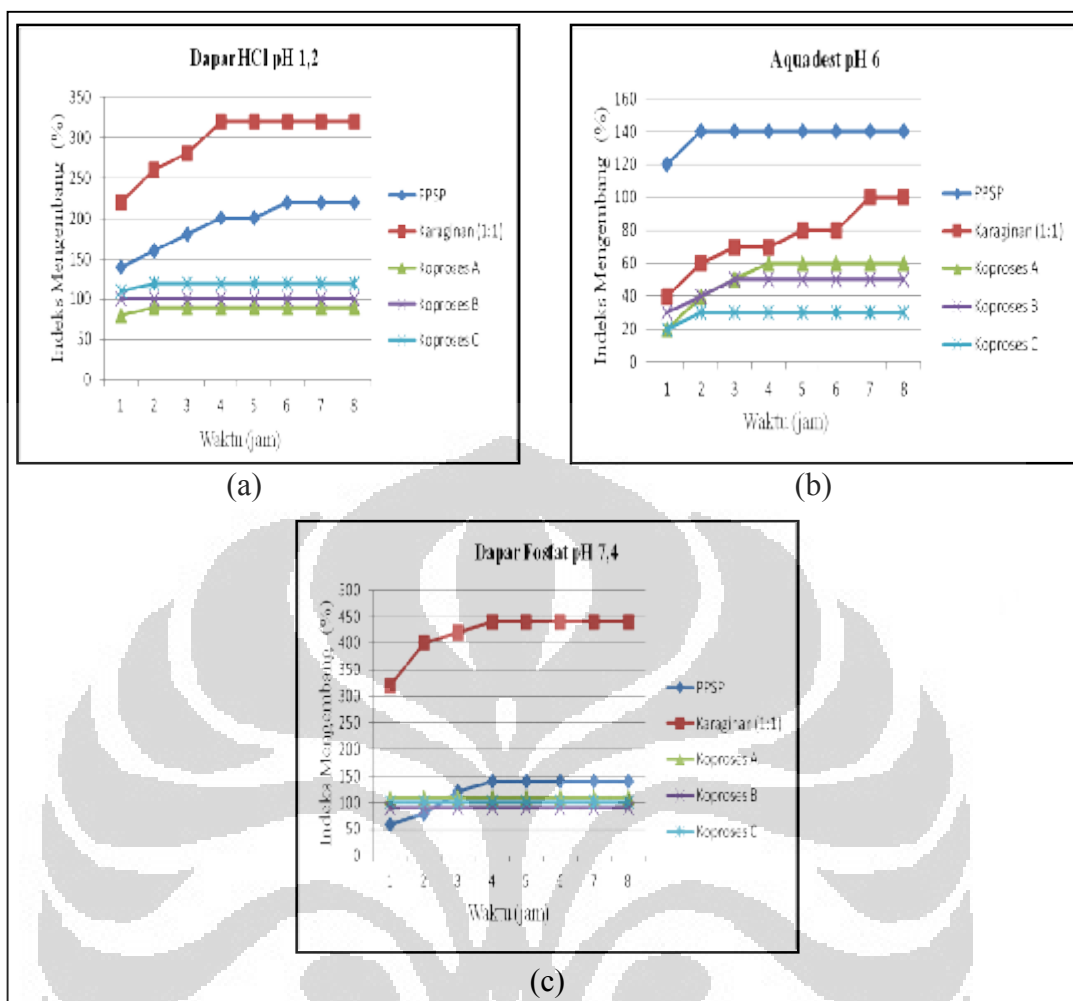 Dapar HCl pH 1,2
350
300
250
200
150
100
50
0
Indeks Mengembang (%)
1 2 3 4 5 6 7 8
Waktu (jam)
PPSP
Karaginan (1:1)
Koproses A
Koproses B
Koproses C
(a)
Aquadest pH 6
160
140
120
100
80
60
40
20
0
Indeks Mengembang (%)
1 2 3 4 5 6 7 8
Waktu (jam)
PPSP
Karaginan (1:1)
Koproses A
Koproses B
Koproses C
(b)
Dapar Fosfat pH 7,4
500
450
400
350
300
250
200
150
100
50
0
Indeks Mengembang (%)
1 2 3 4 5 6 7 8
Waktu (jam)
PPSP
Karaginan (1:1)
Koproses A
Koproses B
Koproses C
(c)